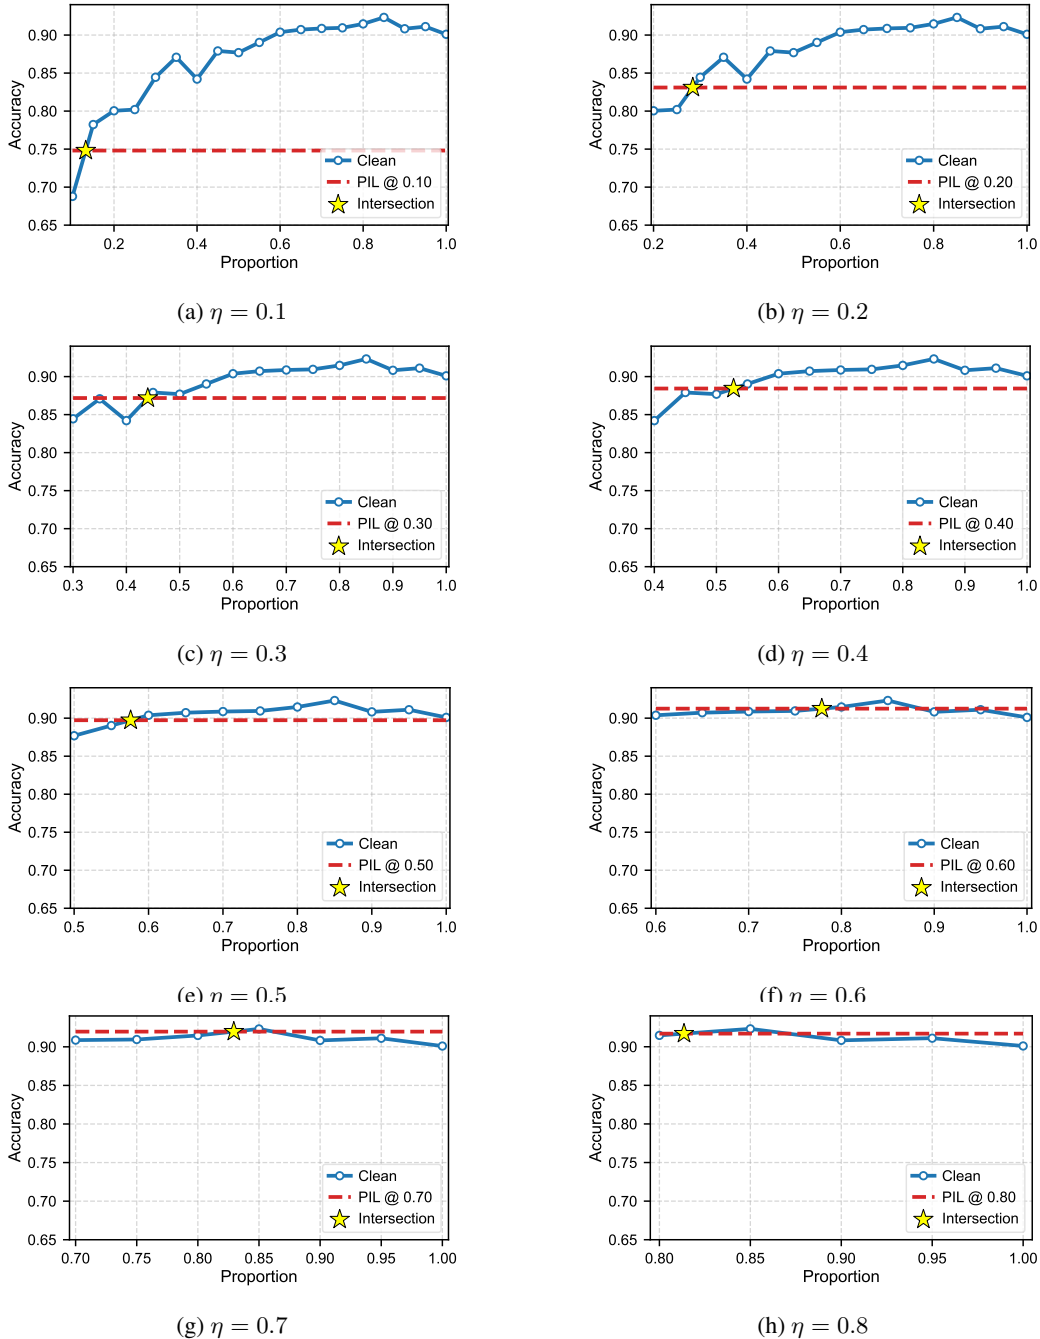 0.90
0.85
0.80
0.75
0.70
0.65
Accuracy
Clean
PIL @ 0.10
Intersection
0.2 0.4 0.6 0.8 1.0
Proportion
(a) η = 0.1
0.90
0.85
0.80
0.75
0.70
0.65
Accuracy
Clean
PIL @ 0.20
Intersection
0.2 0.4 0.6 0.8 1.0
Proportion
(b) η = 0.2
0.90
0.85
0.80
0.75
0.70
0.65
Accuracy
Clean
PIL @ 0.30
Intersection
0.3 0.4 0.5 0.6 0.7 0.8 0.9 1.0
Proportion
(c) η = 0.3
0.90
0.85
0.80
0.75
0.70
0.65
Accuracy
Clean
PIL @ 0.40
Intersection
0.4 0.5 0.6 0.7 0.8 0.9 1.0
Proportion
(d) η = 0.4
0.90
0.85
0.80
0.75
0.70
0.65
Accuracy
Clean
PIL @ 0.50
Intersection
0.5 0.6 0.7 0.8 0.9 1.0
Proportion
(e) η = 0.5
0.90
0.85
0.80
0.75
0.70
0.65
Accuracy
Clean
PIL @ 0.60
Intersection
0.6 0.7 0.8 0.9 1.0
Proportion
(f) η = 0.6
0.90
0.85
0.80
0.75
0.70
0.65
Accuracy
Clean
PIL @ 0.70
Intersection
0.70 0.75 0.80 0.85 0.90 0.95 1.00
Proportion
(g) η = 0.7
0.90
0.85
0.80
0.75
0.70
0.65
Accuracy
Clean
PIL @ 0.80
Intersection
0.80 0.85 0.90 0.95 1.00
Proportion
(h) η = 0.8